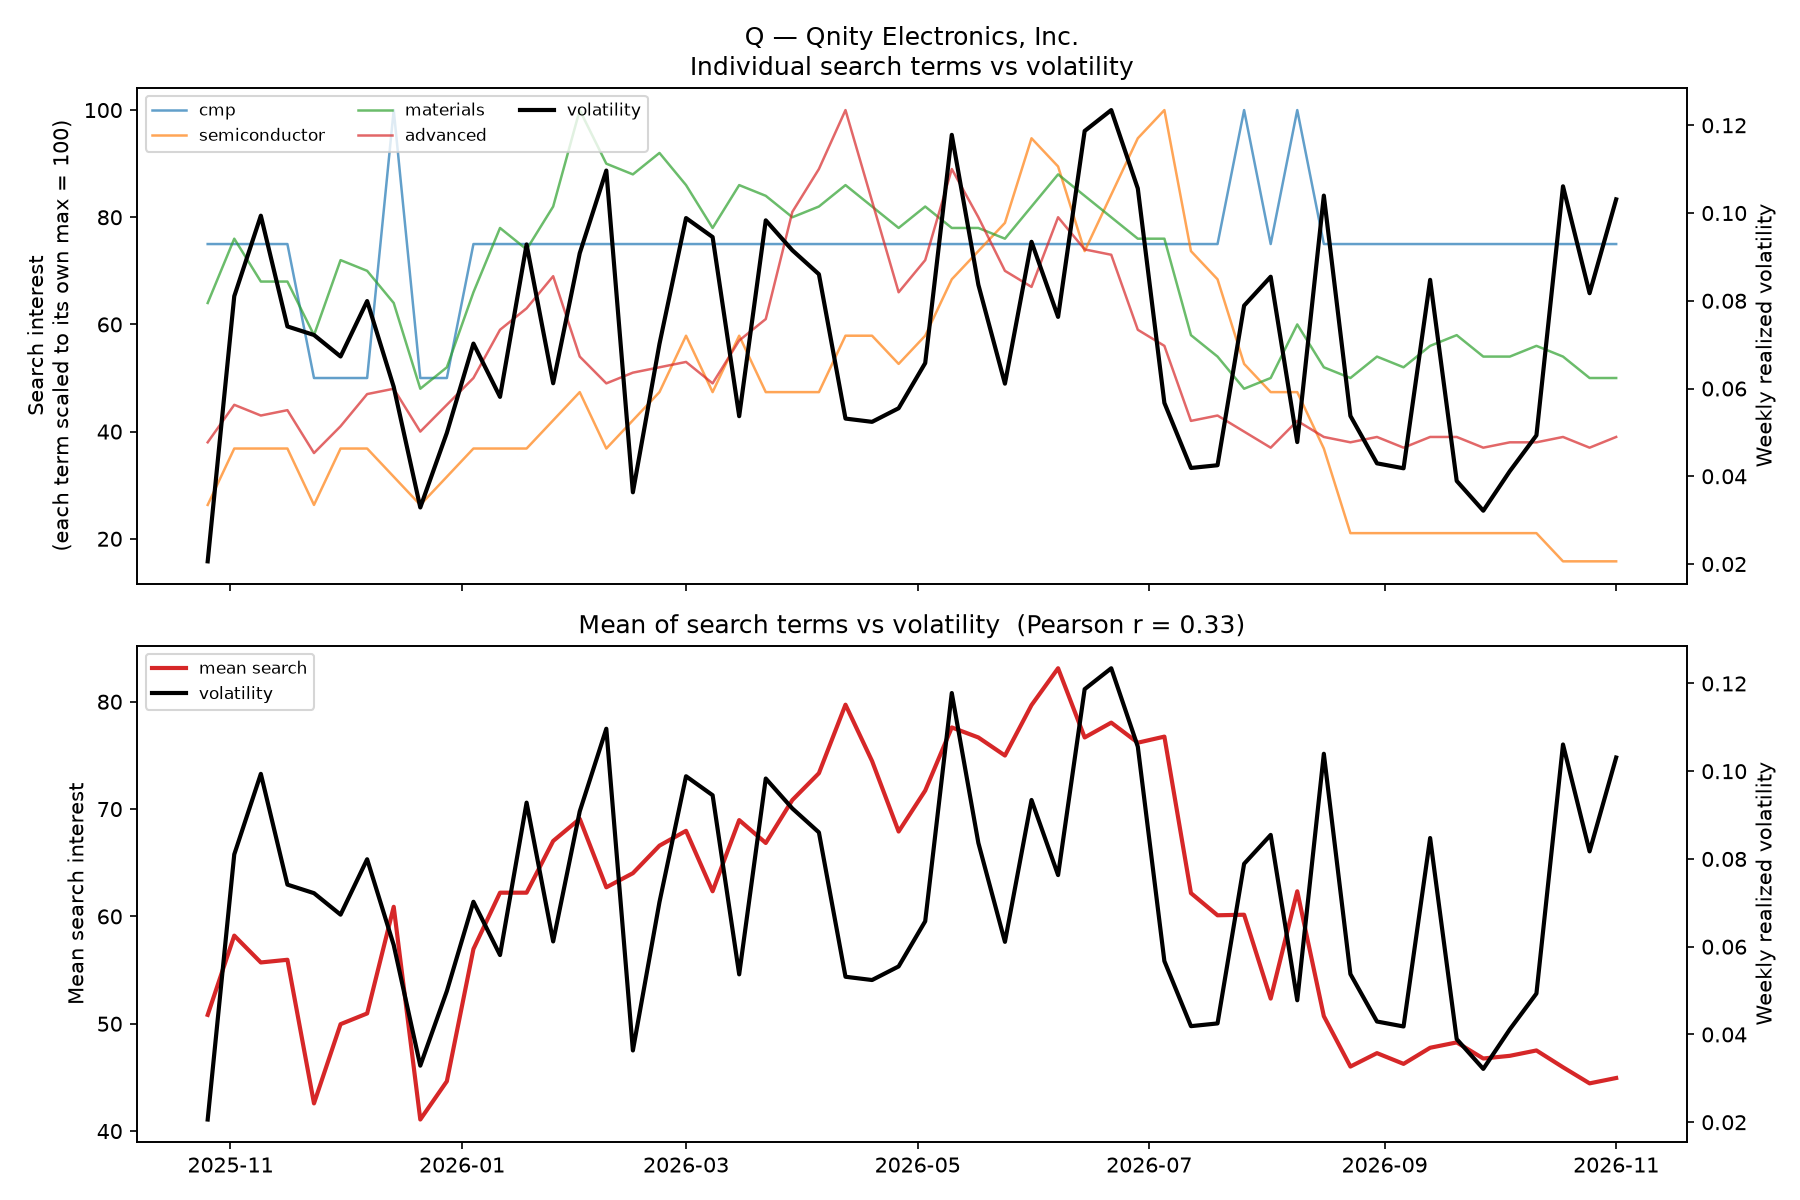 Q — Qnity Electronics, Inc.
Individual search terms vs volatility
cmp
semiconductor
materials
advanced
volatility
Search interest
(each term scaled to its own max = 100)
100
80
60
40
20
0.12
0.10
0.08
0.06
0.04
0.02
Weekly realized volatility
Mean of search terms vs volatility (Pearson r = 0.33)
mean search
volatility
Mean search interest
80
70
60
50
40
0.12
0.10
0.08
0.06
0.04
0.02
Weekly realized volatility
2025-11
2026-01
2026-03
2026-05
2026-07
2026-09
2026-11